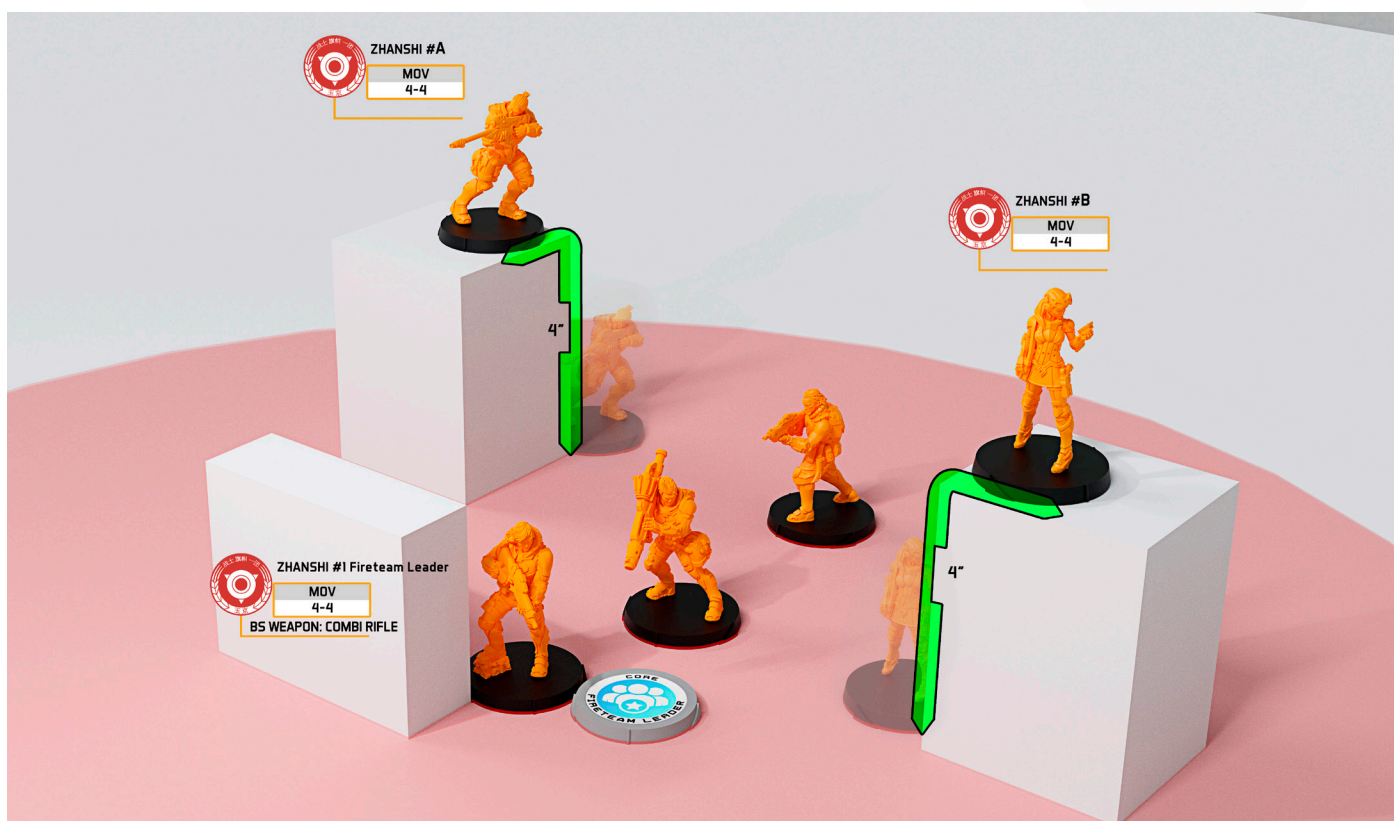 ZHANSHI #A
MOV
4-4
ZHANSHI #B
MOV
4-4
4”
4”
ZHANSHI #1 Fireteam Leader
MOV
4-4
BS WEAPON: COMBI RIFLE
CORE
FIRETEAM LEADER